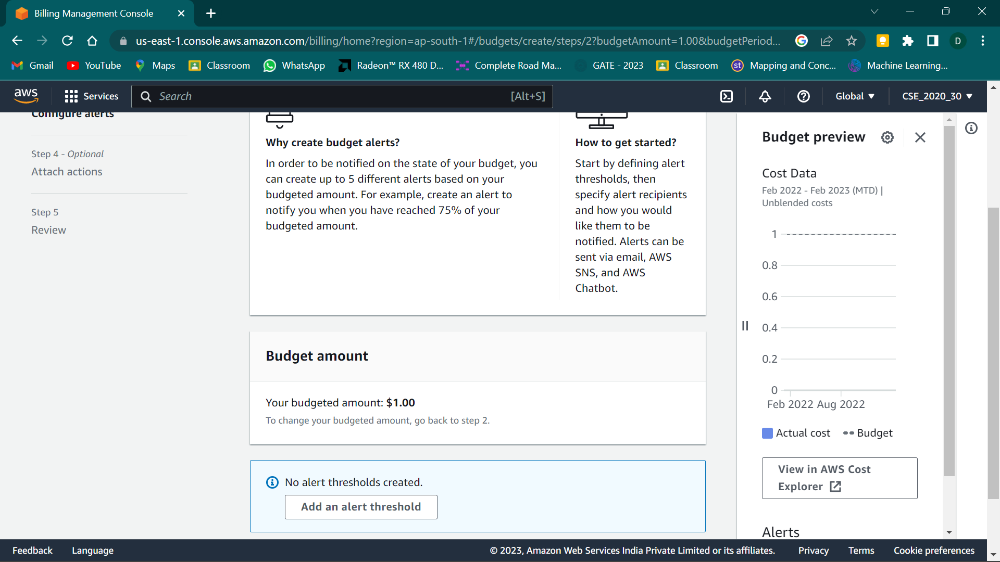 Billing Management Console
us-east-1.console.aws.amazon.com/billing/home?region=ap-south-1#/budgets/create/steps/2?budgetAmount=1.00&budgetPeriod...
D
Gmail YouTube Maps Classroom WhatsApp Radeon™ RX 480 D... Complete Road Ma... GATE - 2023 Classroom st Mapping and Conc... Machine Learning...
aws Services Search [Alt+S] Global CSE_2020_30
Configure alerts
Step 4 - Optional
Attach actions
Step 5
Review
Why create budget alerts?
In order to be notified on the state of your budget, you
can create up to 5 different alerts based on your
budgeted amount. For example, create an alert to
notify you when you have reached 75% of your
budgeted amount.
How to get started?
Start by defining alert
thresholds, then
specify alert recipients
and how you would
like them to be
notified. Alerts can be
sent via email, AWS
SNS, and AWS
Chatbot.
Budget amount
Your budgeted amount: $1.00
To change your budgeted amount, go back to step 2.
No alert thresholds created.
Add an alert threshold
Budget preview
Cost Data
Feb 2022 - Feb 2023 (MTD) |
Unblended costs
1
0.8
0.6
0.4
0.2
0
Feb 2022 Aug 2022
Actual cost Budget
View in AWS Cost
Explorer
Alerts
Feedback Language © 2023, Amazon Web Services India Private Limited or its affiliates. Privacy Terms Cookie preferences